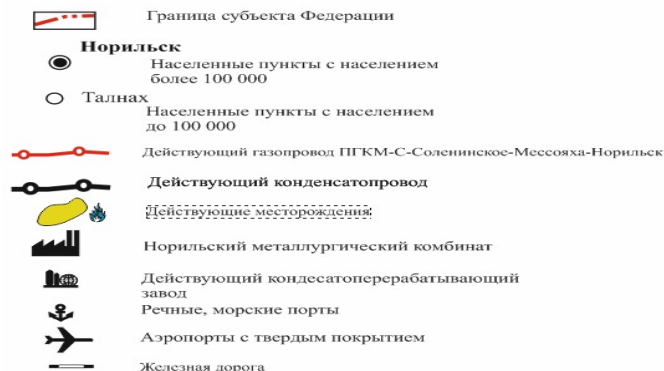 Граница субъекта Федерации
Норильск
Населенные пункты с населением
более 100 000
Талнах
Населенные пункты с населением
до 100 000
Действующий газопровод ПГКМ-С-Соленинское-Мессояха-Норильск
Действующий конденсатопровод
Действующие месторождения
Норильский металлургический комбинат
Действующий кондесатоперерабатывающий
завод
Речные, морские порты
Аэропорты с твердым покрытием
Железная дорога